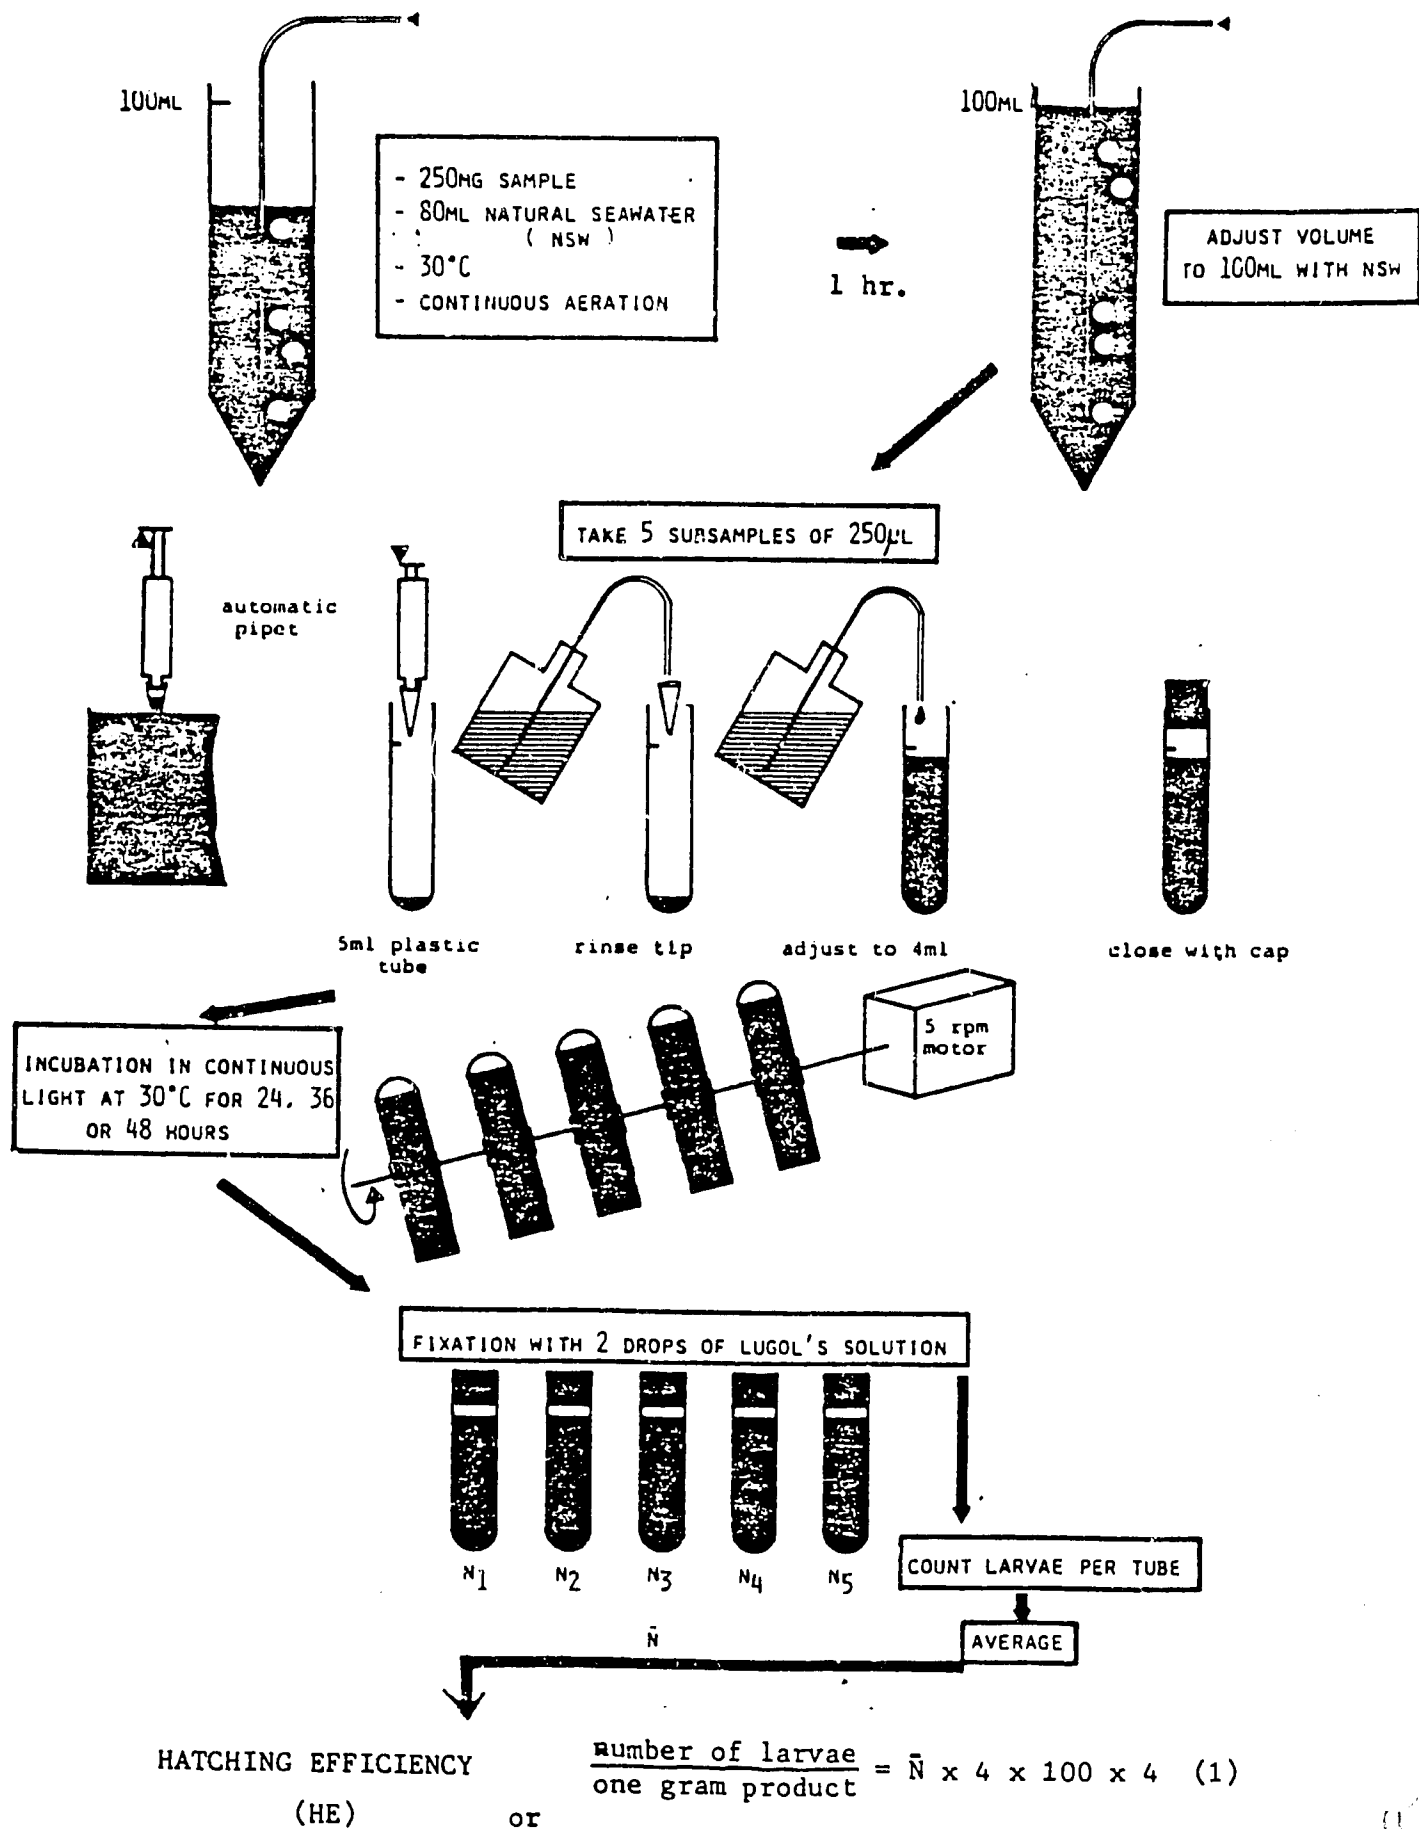 100ML
- 250MG SAMPLE
- 80ML NATURAL SEAWATER
( NSW )
- 30°C
- CONTINUOUS AERATION
1 hr.
100ML
ADJUST VOLUME
TO 100ML WITH NSW
TAKE 5 SUBSAMPLES OF 250µL
automatic
pipet
5ml plastic
tube
rinse tip
adjust to 4ml
close with cap
INCUBATION IN CONTINUOUS
LIGHT AT 30°C FOR 24, 36
OR 48 HOURS
5 rpm
motor
FIXATION WITH 2 DROPS OF LUGOL'S SOLUTION
N1 N2 N3 N4 N5
COUNT LARVAE PER TUBE
AVERAGE
N̄
HATCHING EFFICIENCY
(HE)
or
number of larvae
one gram product
= N̄ x 4 x 100 x 4 (1)